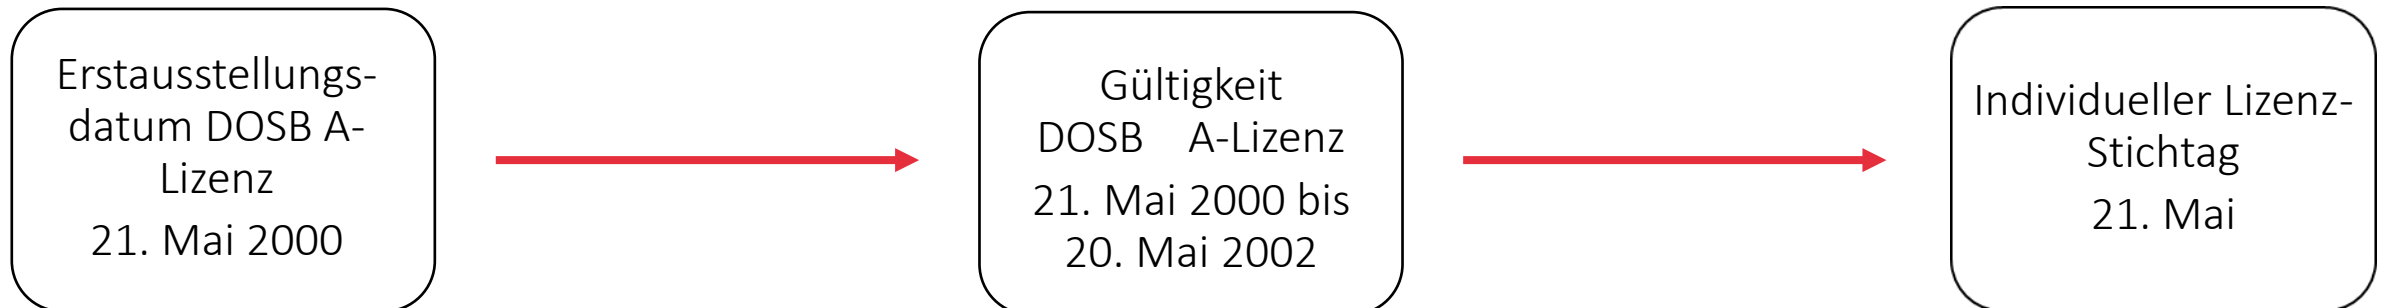 Erstausstellungs-
datum DOSB A-
Lizenz
21. Mai 2000
Gültigkeit
DOSB A-Lizenz
21. Mai 2000 bis
20. Mai 2002
Individueller Lizenz-
Stichtag
21. Mai